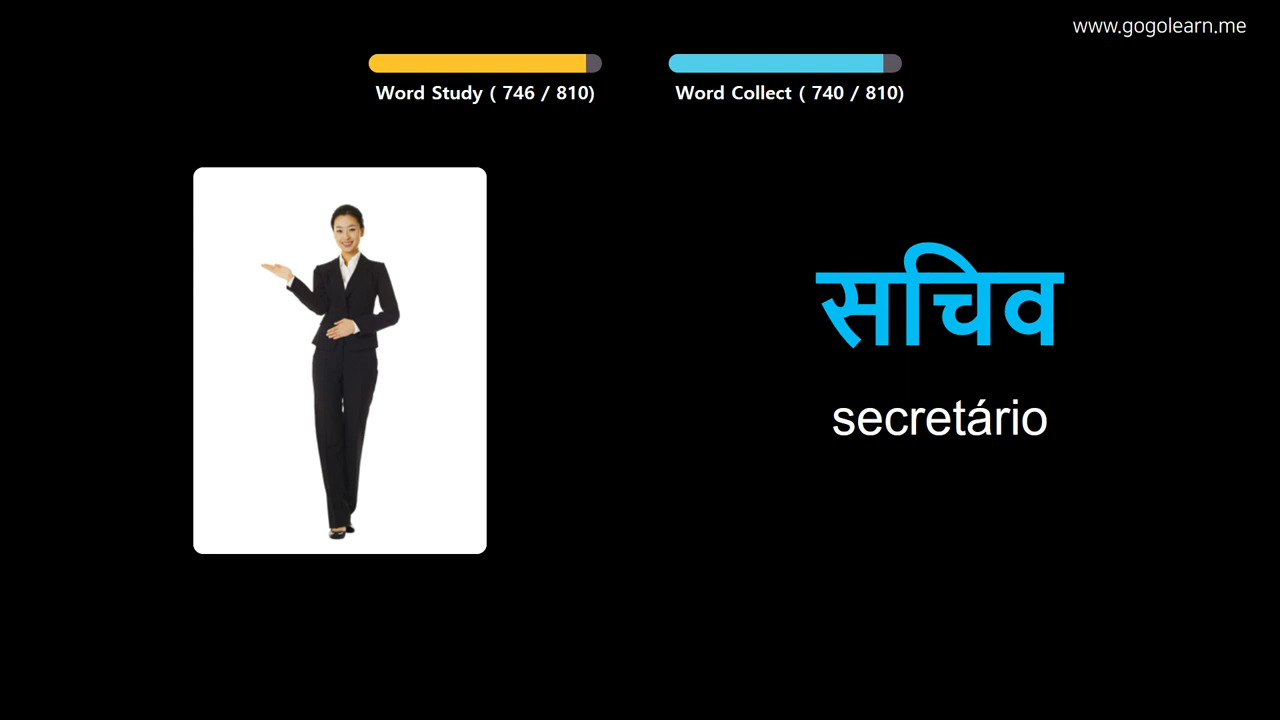 www.gogolearn.me
Word Study ( 746 / 810)
Word Collect ( 740 / 810)
सचिव
secretário